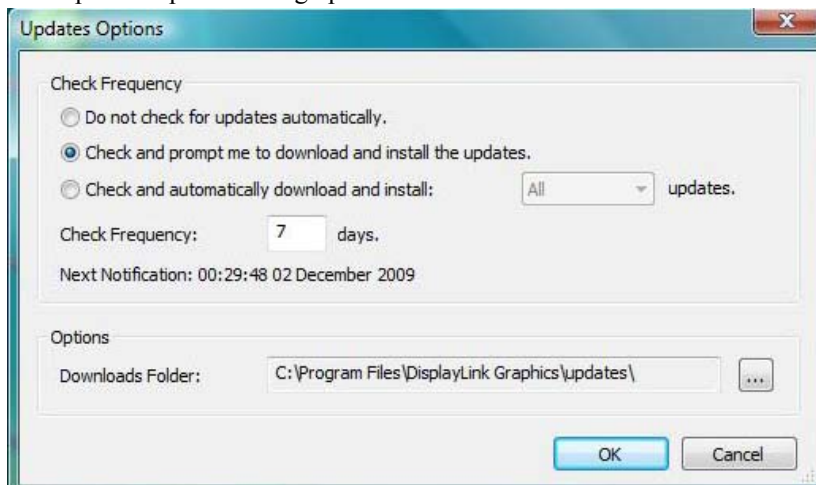 Updates Options
Check Frequency
Do not check for updates automatically.
Check and prompt me to download and install the updates.
Check and automatically download and install: All updates.
Check Frequency: 7 days.
Next Notification: 00:29:48 02 December 2009
Options
Downloads Folder: C:\Program Files\DisplayLink Graphics\updates\ ...
OK Cancel